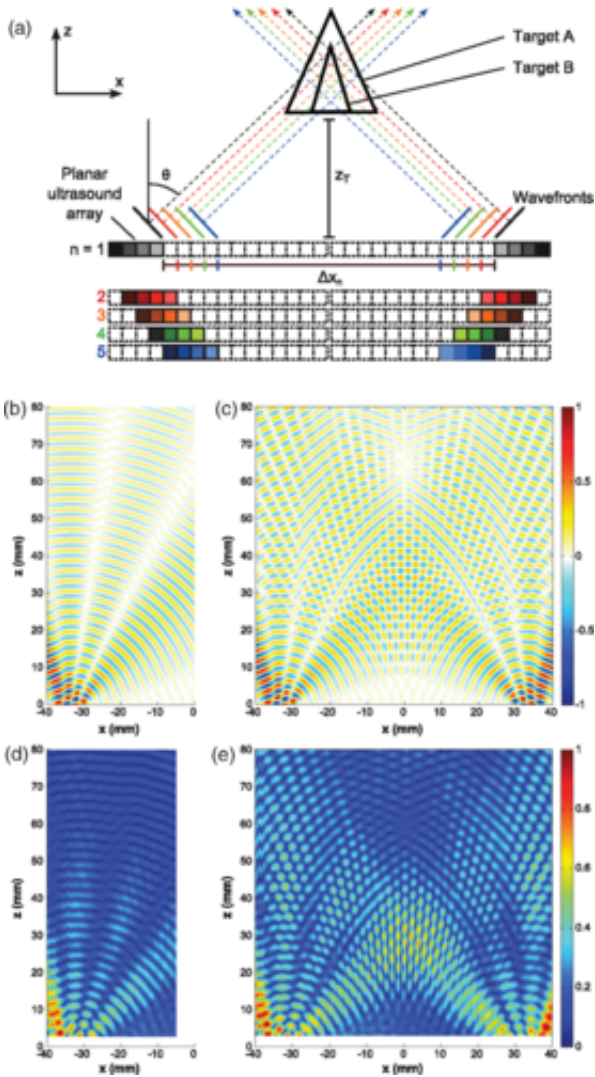 (a)
z
x
Target A
Target B
θ
z_T
Planar
ultrasound
array
Wavefronts
n = 1
Δx_n
2
3
4
5
(b)
80
70
60
50
40
30
20
10
0
z (mm)
-40 -30 -20 -10 0
x (mm)
(c)
80
70
60
50
40
30
20
10
0
z (mm)
-40 -30 -20 -10 0 10 20 30 40
x (mm)
1
0.5
0
-0.5
-1
(d)
80
70
60
50
40
30
20
10
0
z (mm)
-40 -30 -20 -10 0
x (mm)
(e)
80
70
60
50
40
30
20
10
0
z (mm)
-40 -30 -20 -10 0 10 20 30 40
x (mm)
1
0.8
0.6
0.4
0.2
0